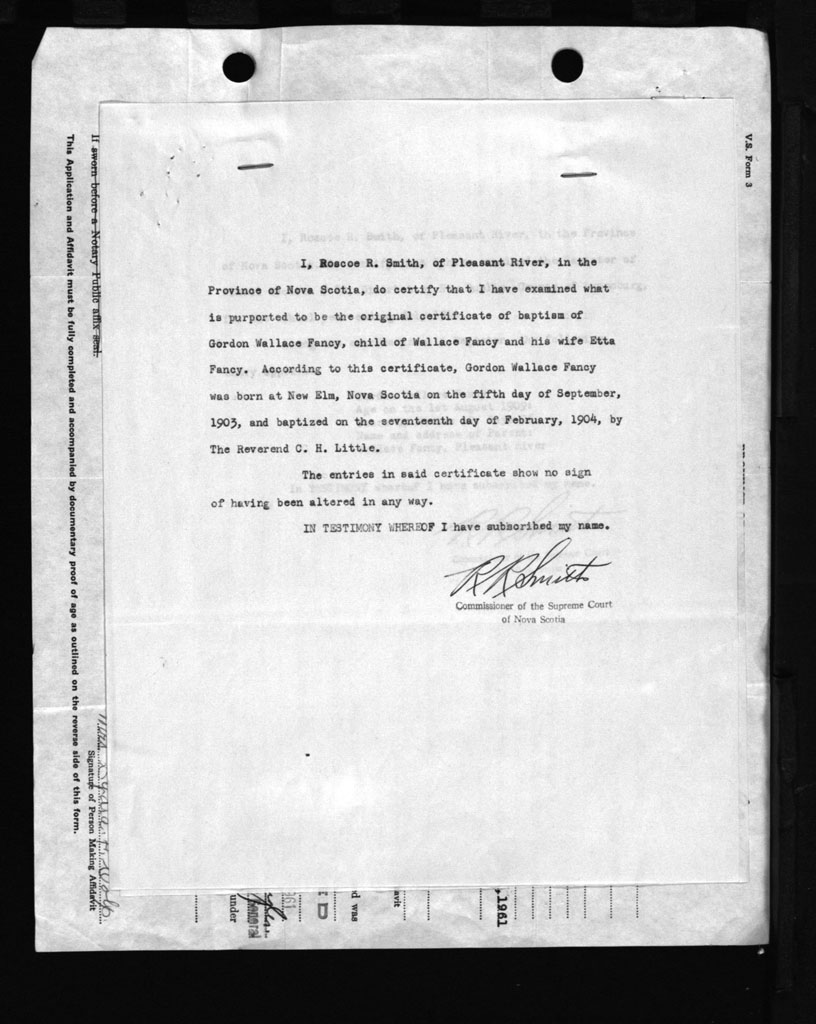 I, Roscoe R. Smith, of Pleasant River, in the
Province of Nova Scotia, do certify that I have examined what
is purported to be the original certificate of baptism of
Gordon Wallace Fancy, child of Wallace Fancy and his wife Etta
Fancy. According to this certificate, Gordon Wallace Fancy
was born at New Elm, Nova Scotia on the fifth day of September,
1903, and baptized on the seventeenth day of February, 1904, by
The Reverend C. H. Little.
The entries in said certificate show no sign
of having been altered in any way.
IN TESTIMONY WHEREOF I have subscribed my name.
R R Smith
Commissioner of the Supreme Court
of Nova Scotia
V.S. Form 3
If sworn before a Notary Public affix seal.
This Application and Affidavit must be fully completed and accompanied by documentary proof of age as outlined on the reverse side of this form.
Signature of Person Making Affidavit
under
d was
avit
, 1961